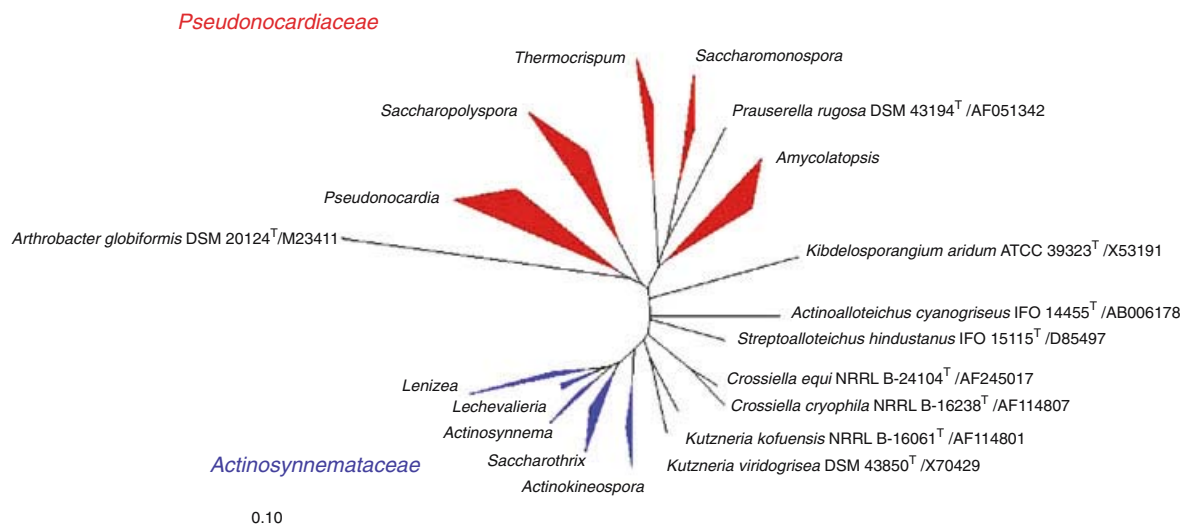 Pseudonocardiaceae
Thermocrispum
Saccharomonospora
Saccharopolyspora
Prauserella rugosa DSM 43194T /AF051342
Amycolatopsis
Pseudonocardia
Arthrobacter globiformis DSM 20124T/M23411
Kibdelosporangium aridum ATCC 39323T /X53191
Actinoalloteichus cyanogriseus IFO 14455T /AB006178
Streptoalloteichus hindustanus IFO 15115T /D85497
Lenizea
Crossiella equi NRRL B-24104T /AF245017
Lechevalieria
Crossiella cryophila NRRL B-16238T /AF114807
Actinosynnema
Kutzneria kofuensis NRRL B-16061T /AF114801
Saccharothrix
Actinosynnemataceae
Kutzneria viridogrisea DSM 43850T /X70429
Actinokineospora
0.10